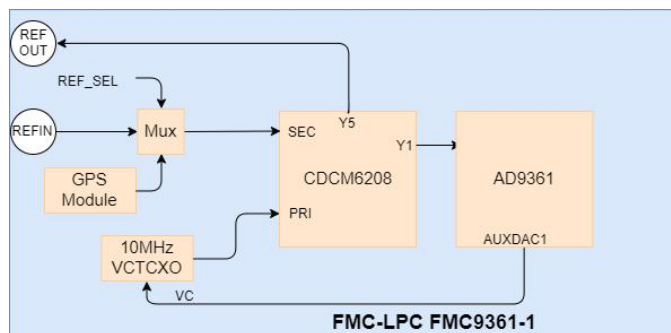 REF
OUT
REF_SEL
Y5
REFIN
Mux
SEC
Y1
CDCM6208
AD9361
GPS
Module
PRI
10MHz
VCTCXO
AUXDAC1
VC
FMC-LPC FMC9361-1